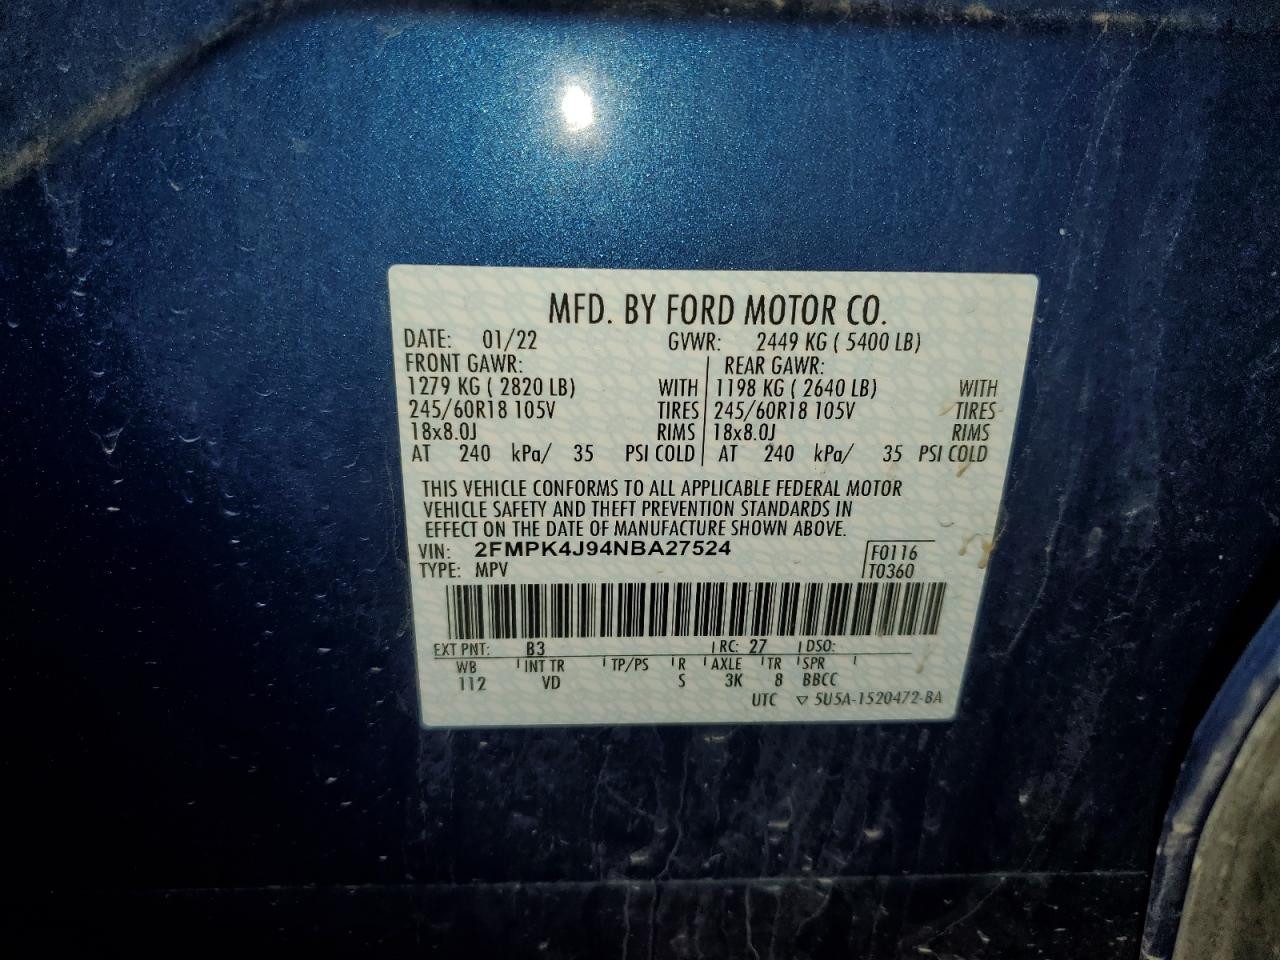 MFD. BY FORD MOTOR CO.
DATE: 01/22 GVWR: 2449 KG ( 5400 LB)
FRONT GAWR: REAR GAWR:
1279 KG ( 2820 LB) WITH 1198 KG ( 2640 LB) WITH
245/60R18 105V TIRES 245/60R18 105V TIRES
18x8.0J RIMS 18x8.0J RIMS
AT 240 kPa/ 35 PSI COLD AT 240 kPa/ 35 PSI COLD
THIS VEHICLE CONFORMS TO ALL APPLICABLE FEDERAL MOTOR
VEHICLE SAFETY AND THEFT PREVENTION STANDARDS IN
EFFECT ON THE DATE OF MANUFACTURE SHOWN ABOVE.
VIN: 2FMPK4J94NBA27524 F0116
TYPE: MPV T0360
EXT PNT: B3 RC: 27 DSO:
WB INT TR TP/PS R AXLE TR SPR
112 VD S 3K 8 BBCC
UTC ▽ 5U5A-1520472-BA